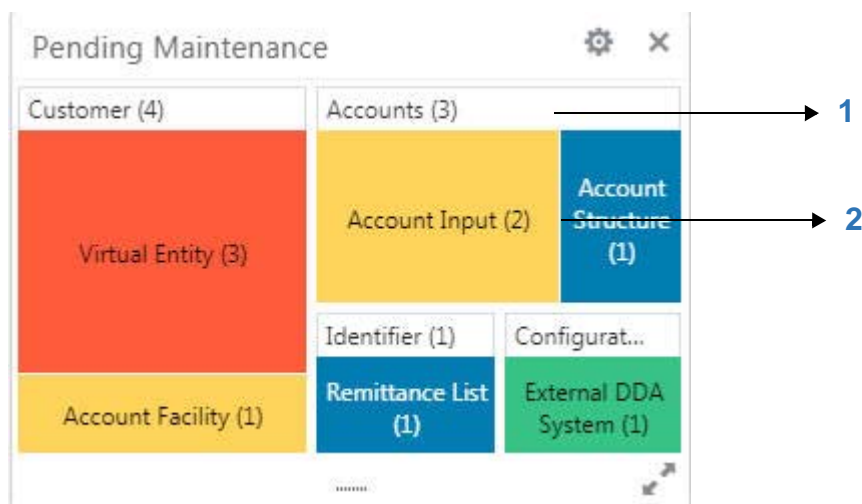 Pending Maintenance
Customer (4)
Accounts (3)
1
Virtual Entity (3)
Account Input (2)
Account
Structure
(1)
2
Account Facility (1)
Identifier (1)
Remittance List
(1)
Configurat...
External DDA
System (1)